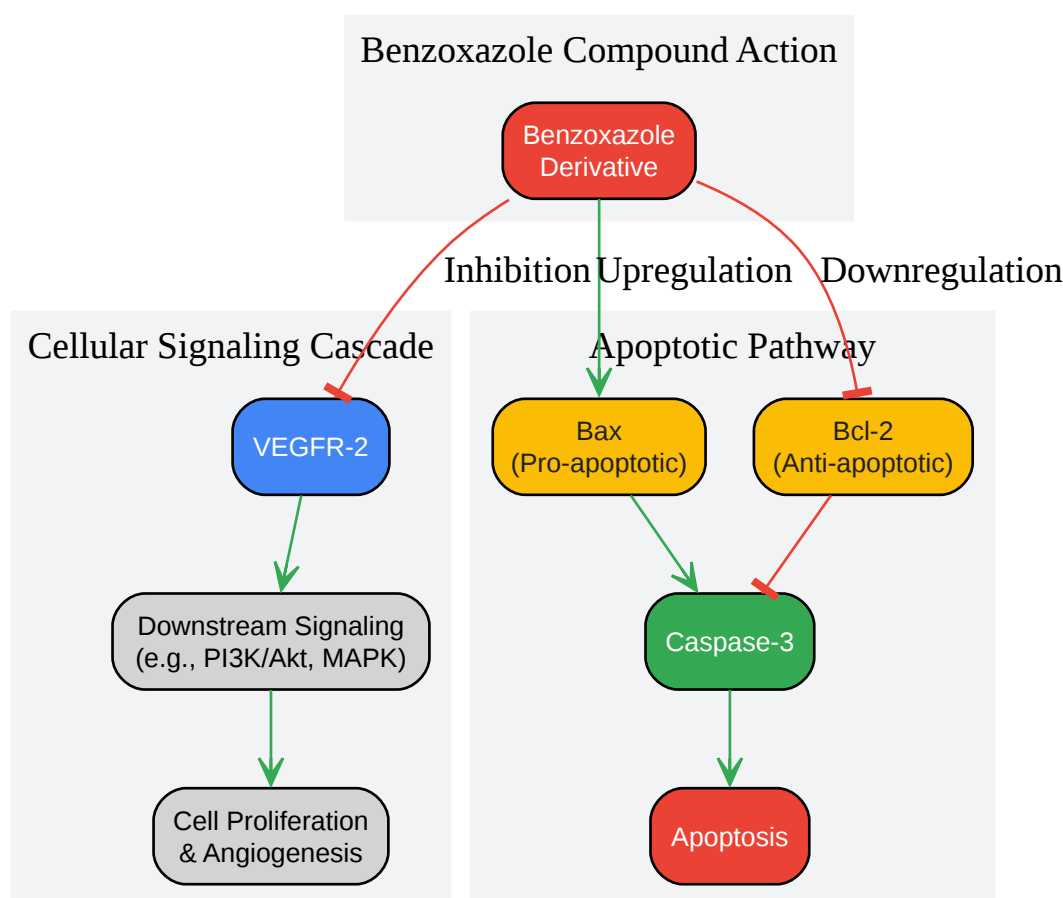 Benzoxazole Compound Action
Benzoxazole
Derivative
Inhibition
Upregulation
Downregulation
Cellular Signaling Cascade
Apoptotic Pathway
VEGFR-2
Bax
(Pro-apoptotic)
Bcl-2
(Anti-apoptotic)
Downstream Signaling
(e.g., PI3K/Akt, MAPK)
Caspase-3
Cell Proliferation
& Angiogenesis
Apoptosis